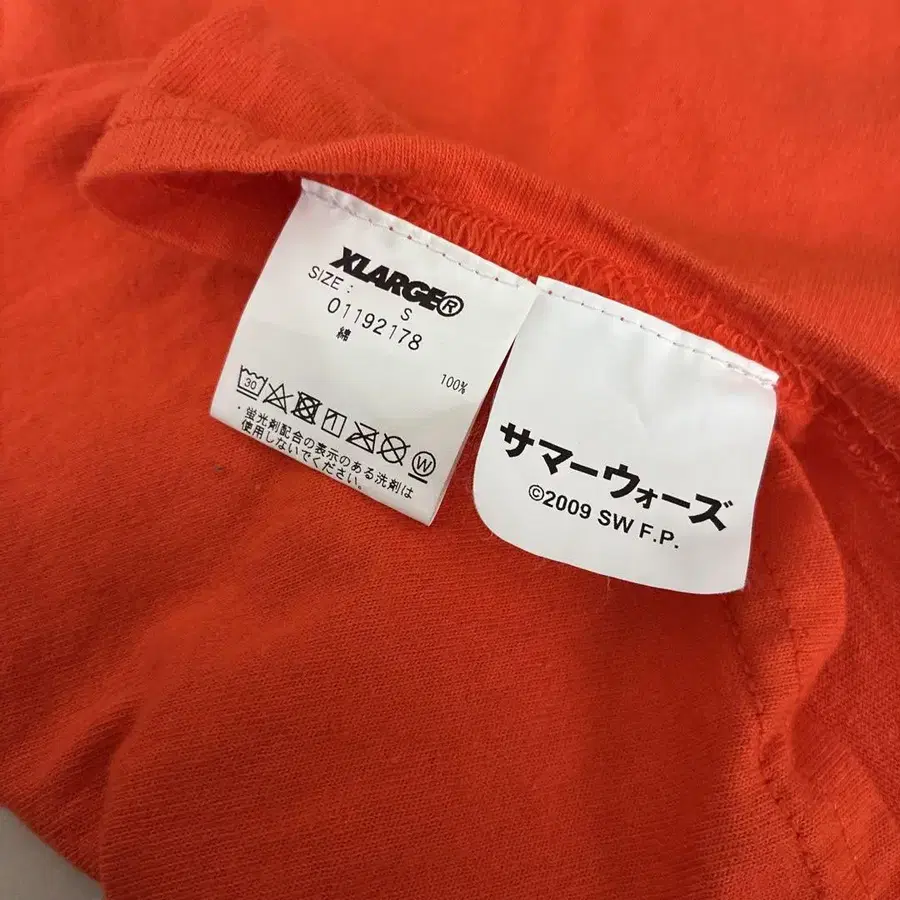 XLARGE®
SIZE: S
01192178
綿 100%
30 W
・蛍光剤配合の表示のある洗剤は
使用しないでください。
サマーウォーズ
©2009 SW F.P.